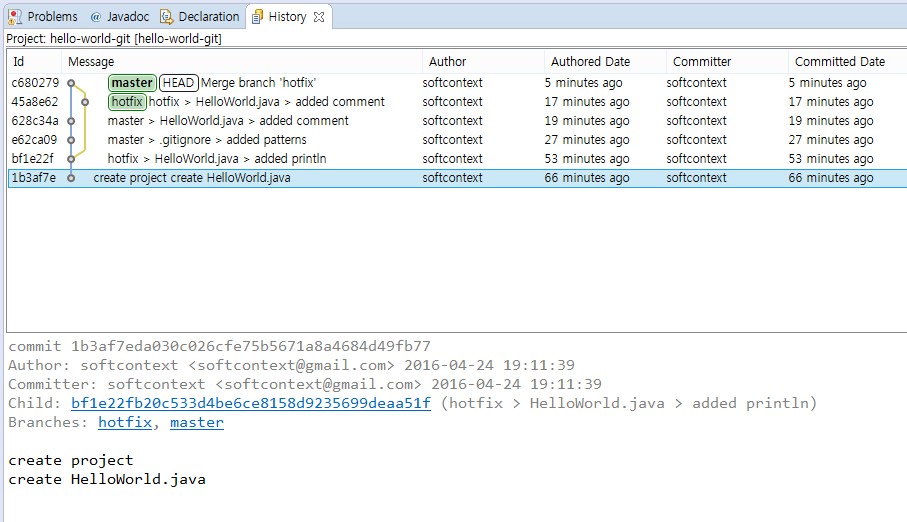 Problems @ Javadoc Declaration History
Project: hello-world-git [hello-world-git]
Id Message Author Authored Date Committer Committed Date
c680279 master HEAD Merge branch 'hotfix' softcontext 5 minutes ago softcontext 5 minutes ago
45a8e62 hotfix hotfix > HelloWorld.java > added comment softcontext 17 minutes ago softcontext 17 minutes ago
628c34a master > HelloWorld.java > added comment softcontext 19 minutes ago softcontext 19 minutes ago
e62ca09 master > .gitignore > added patterns softcontext 27 minutes ago softcontext 27 minutes ago
bf1e22f hotfix > HelloWorld.java > added println softcontext 53 minutes ago softcontext 53 minutes ago
1b3af7e create project create HelloWorld.java softcontext 66 minutes ago softcontext 66 minutes ago
commit 1b3af7eda030c026cfe75b5671a8a4684d49fb77
Author: softcontext <softcontext@gmail.com> 2016-04-24 19:11:39
Committer: softcontext <softcontext@gmail.com> 2016-04-24 19:11:39
Child: bf1e22fb20c533d4be6ce8158d9235699deaa51f (hotfix > HelloWorld.java > added println)
Branches: hotfix, master
create project
create HelloWorld.java